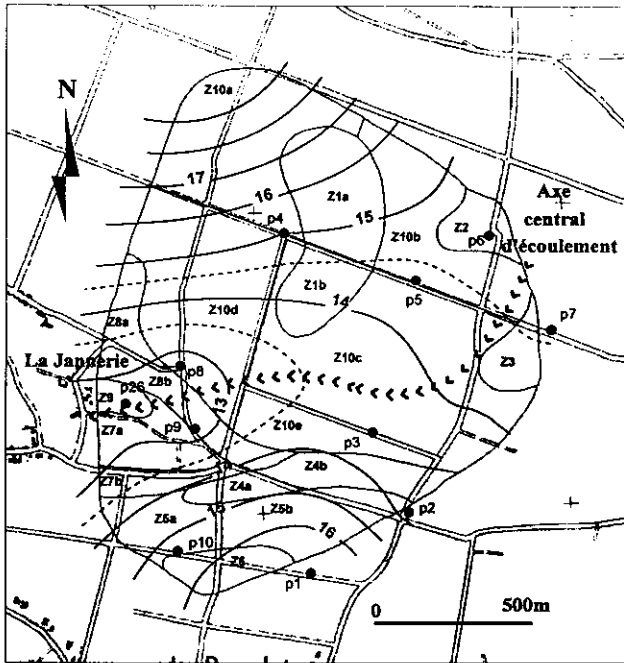 Z10a
N
17
16
Z1a
15
p4
Z10b
Z2
p6
Axe
central
d'écoulement
Z1b
p5
14
p7
Z8a
Z10d
La Jannerie
p8
Z10c
Z3
Z8b
Z9
p26
13
Z7a
p9
Z10e
p3
Z4b
Z7b
Z4a
p2
Z5a
15
Z5b
16
p10
Z6
p1
0
500m